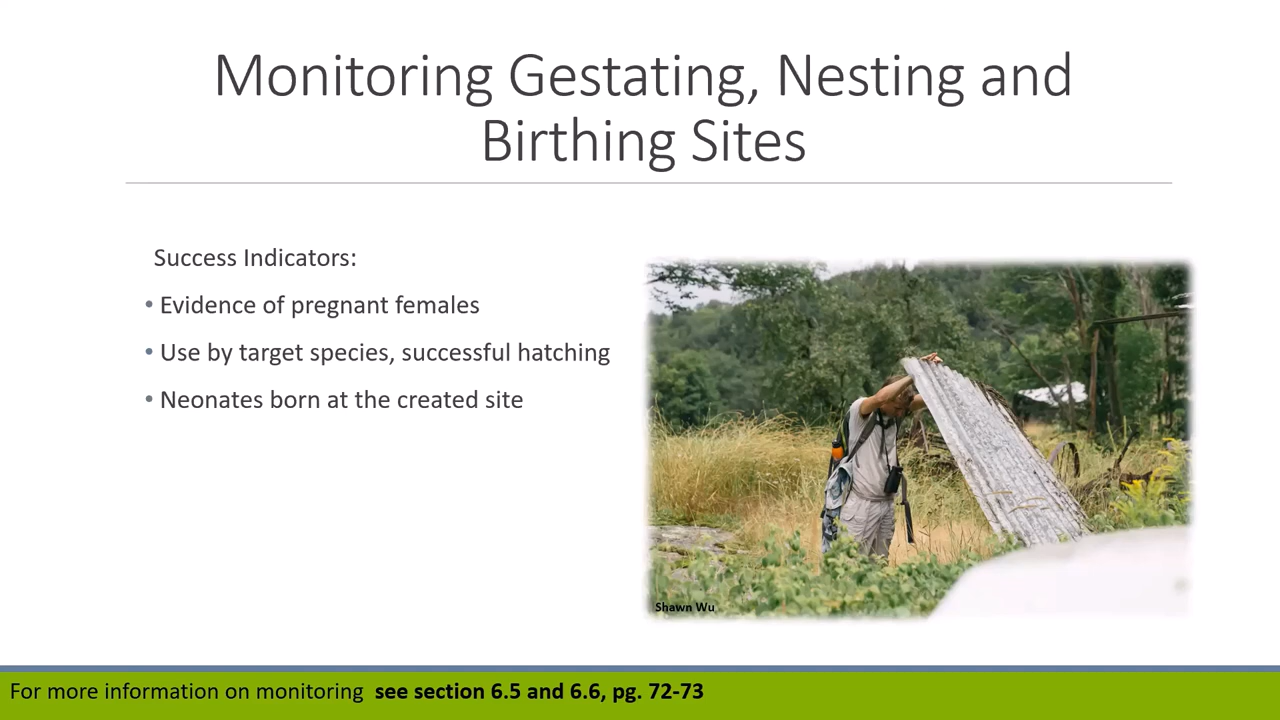 Monitoring Gestating, Nesting and
Birthing Sites
Success Indicators:
• Evidence of pregnant females
• Use by target species, successful hatching
• Neonates born at the created site
Shawn Wu
For more information on monitoring see section 6.5 and 6.6, pg. 72-73